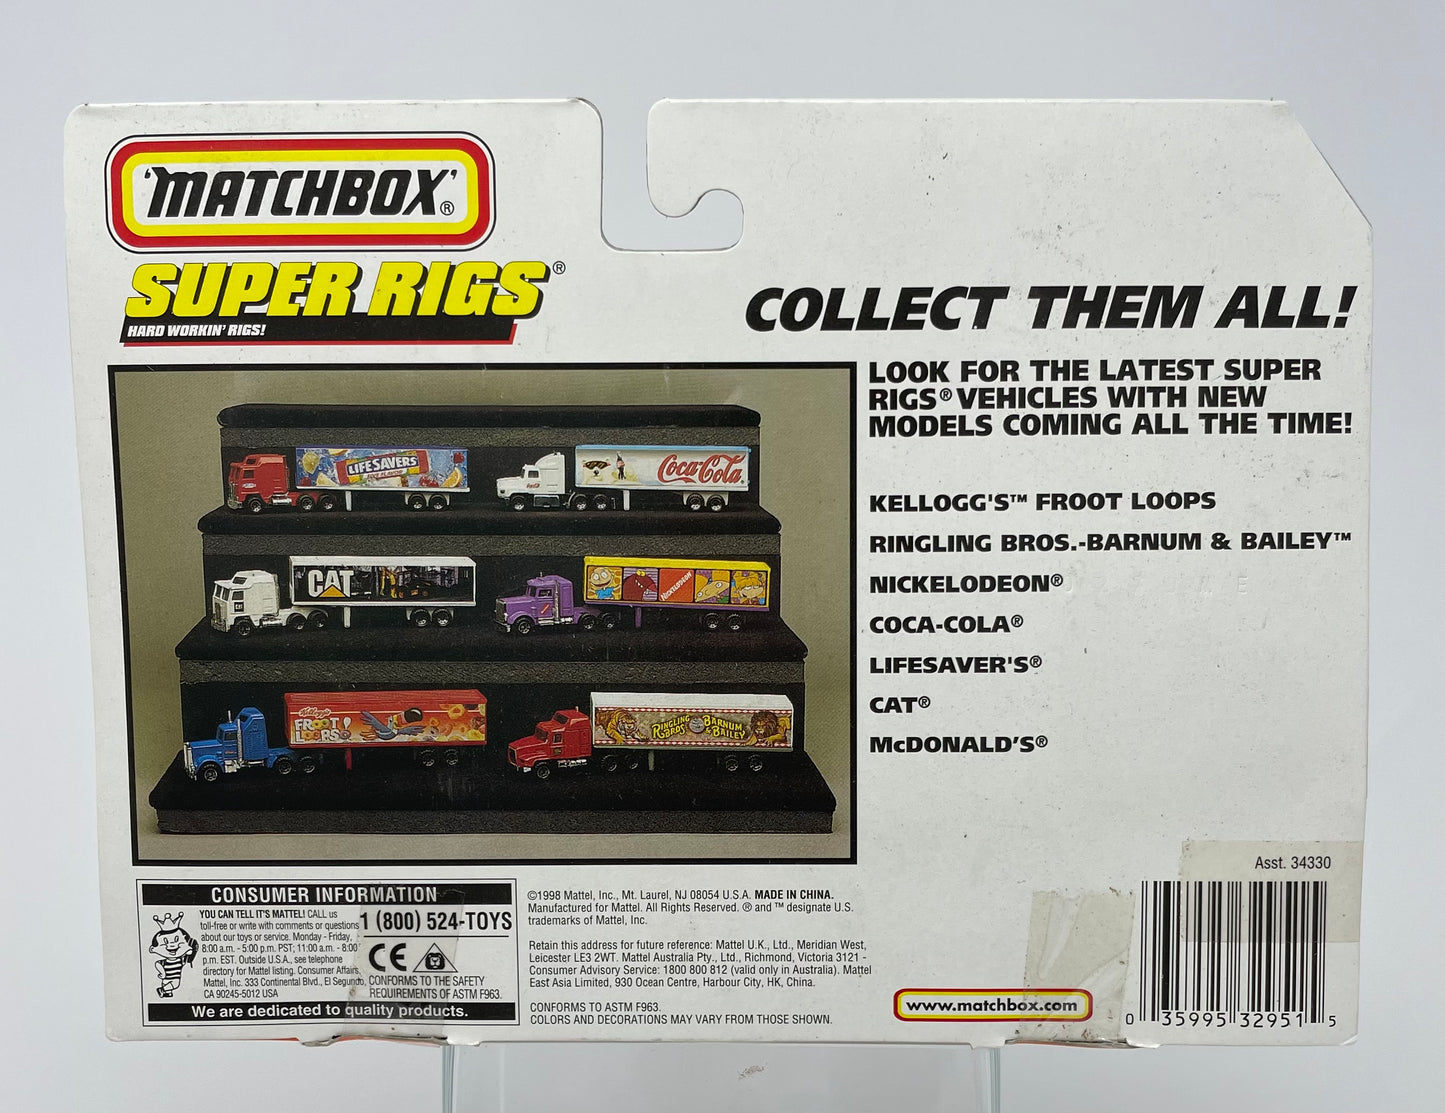 'MATCHBOX'®
SUPER RIGS®
HARD WORKIN' RIGS!
COLLECT THEM ALL!
LOOK FOR THE LATEST SUPER
RIGS® VEHICLES WITH NEW
MODELS COMING ALL THE TIME!
KELLOGG'S™ FROOT LOOPS
RINGLING BROS.-BARNUM & BAILEY™
NICKELODEON®
COCA-COLA®
LIFESAVER'S®
CAT®
McDONALD'S®
LIFE SAVERS
Coca-Cola
CAT
NICKELODEON
Kellogg's
FROOT
LOOPS
RINGLING BROS
BARNUM & BAILEY
CONSUMER INFORMATION
YOU CAN TELL IT'S MATTEL! CALL us
toll-free or write with comments or questions
about our toys or service. Monday - Friday,
8:00 a.m. - 5:00 p.m. PST; 11:00 a.m. - 8:00
p.m. EST. Outside U.S.A., see telephone
directory for Mattel listing. Consumer Affairs,
Mattel, Inc. 333 Continental Blvd., El Segundo,
CA 90245-5012 USA
1 (800) 524-TOYS
CE
CONFORMS TO THE SAFETY
REQUIREMENTS OF ASTM F963.
We are dedicated to quality products.
©1998 Mattel, Inc., Mt. Laurel, NJ 08054 U.S.A. MADE IN CHINA.
Manufactured for Mattel. All Rights Reserved. ® and ™ designate U.S.
trademarks of Mattel, Inc.
Retain this address for future reference: Mattel U.K., Ltd., Meridian West,
Leicester LE3 2WT. Mattel Australia Pty., Ltd., Richmond, Victoria 3121 -
Consumer Advisory Service: 1800 800 812 (valid only in Australia). Mattel
East Asia Limited, 930 Ocean Centre, Harbour City, HK, China.
CONFORMS TO ASTM F963.
COLORS AND DECORATIONS MAY VARY FROM THOSE SHOWN.
www.matchbox.com
Asst. 34330
0 35995 32951 5